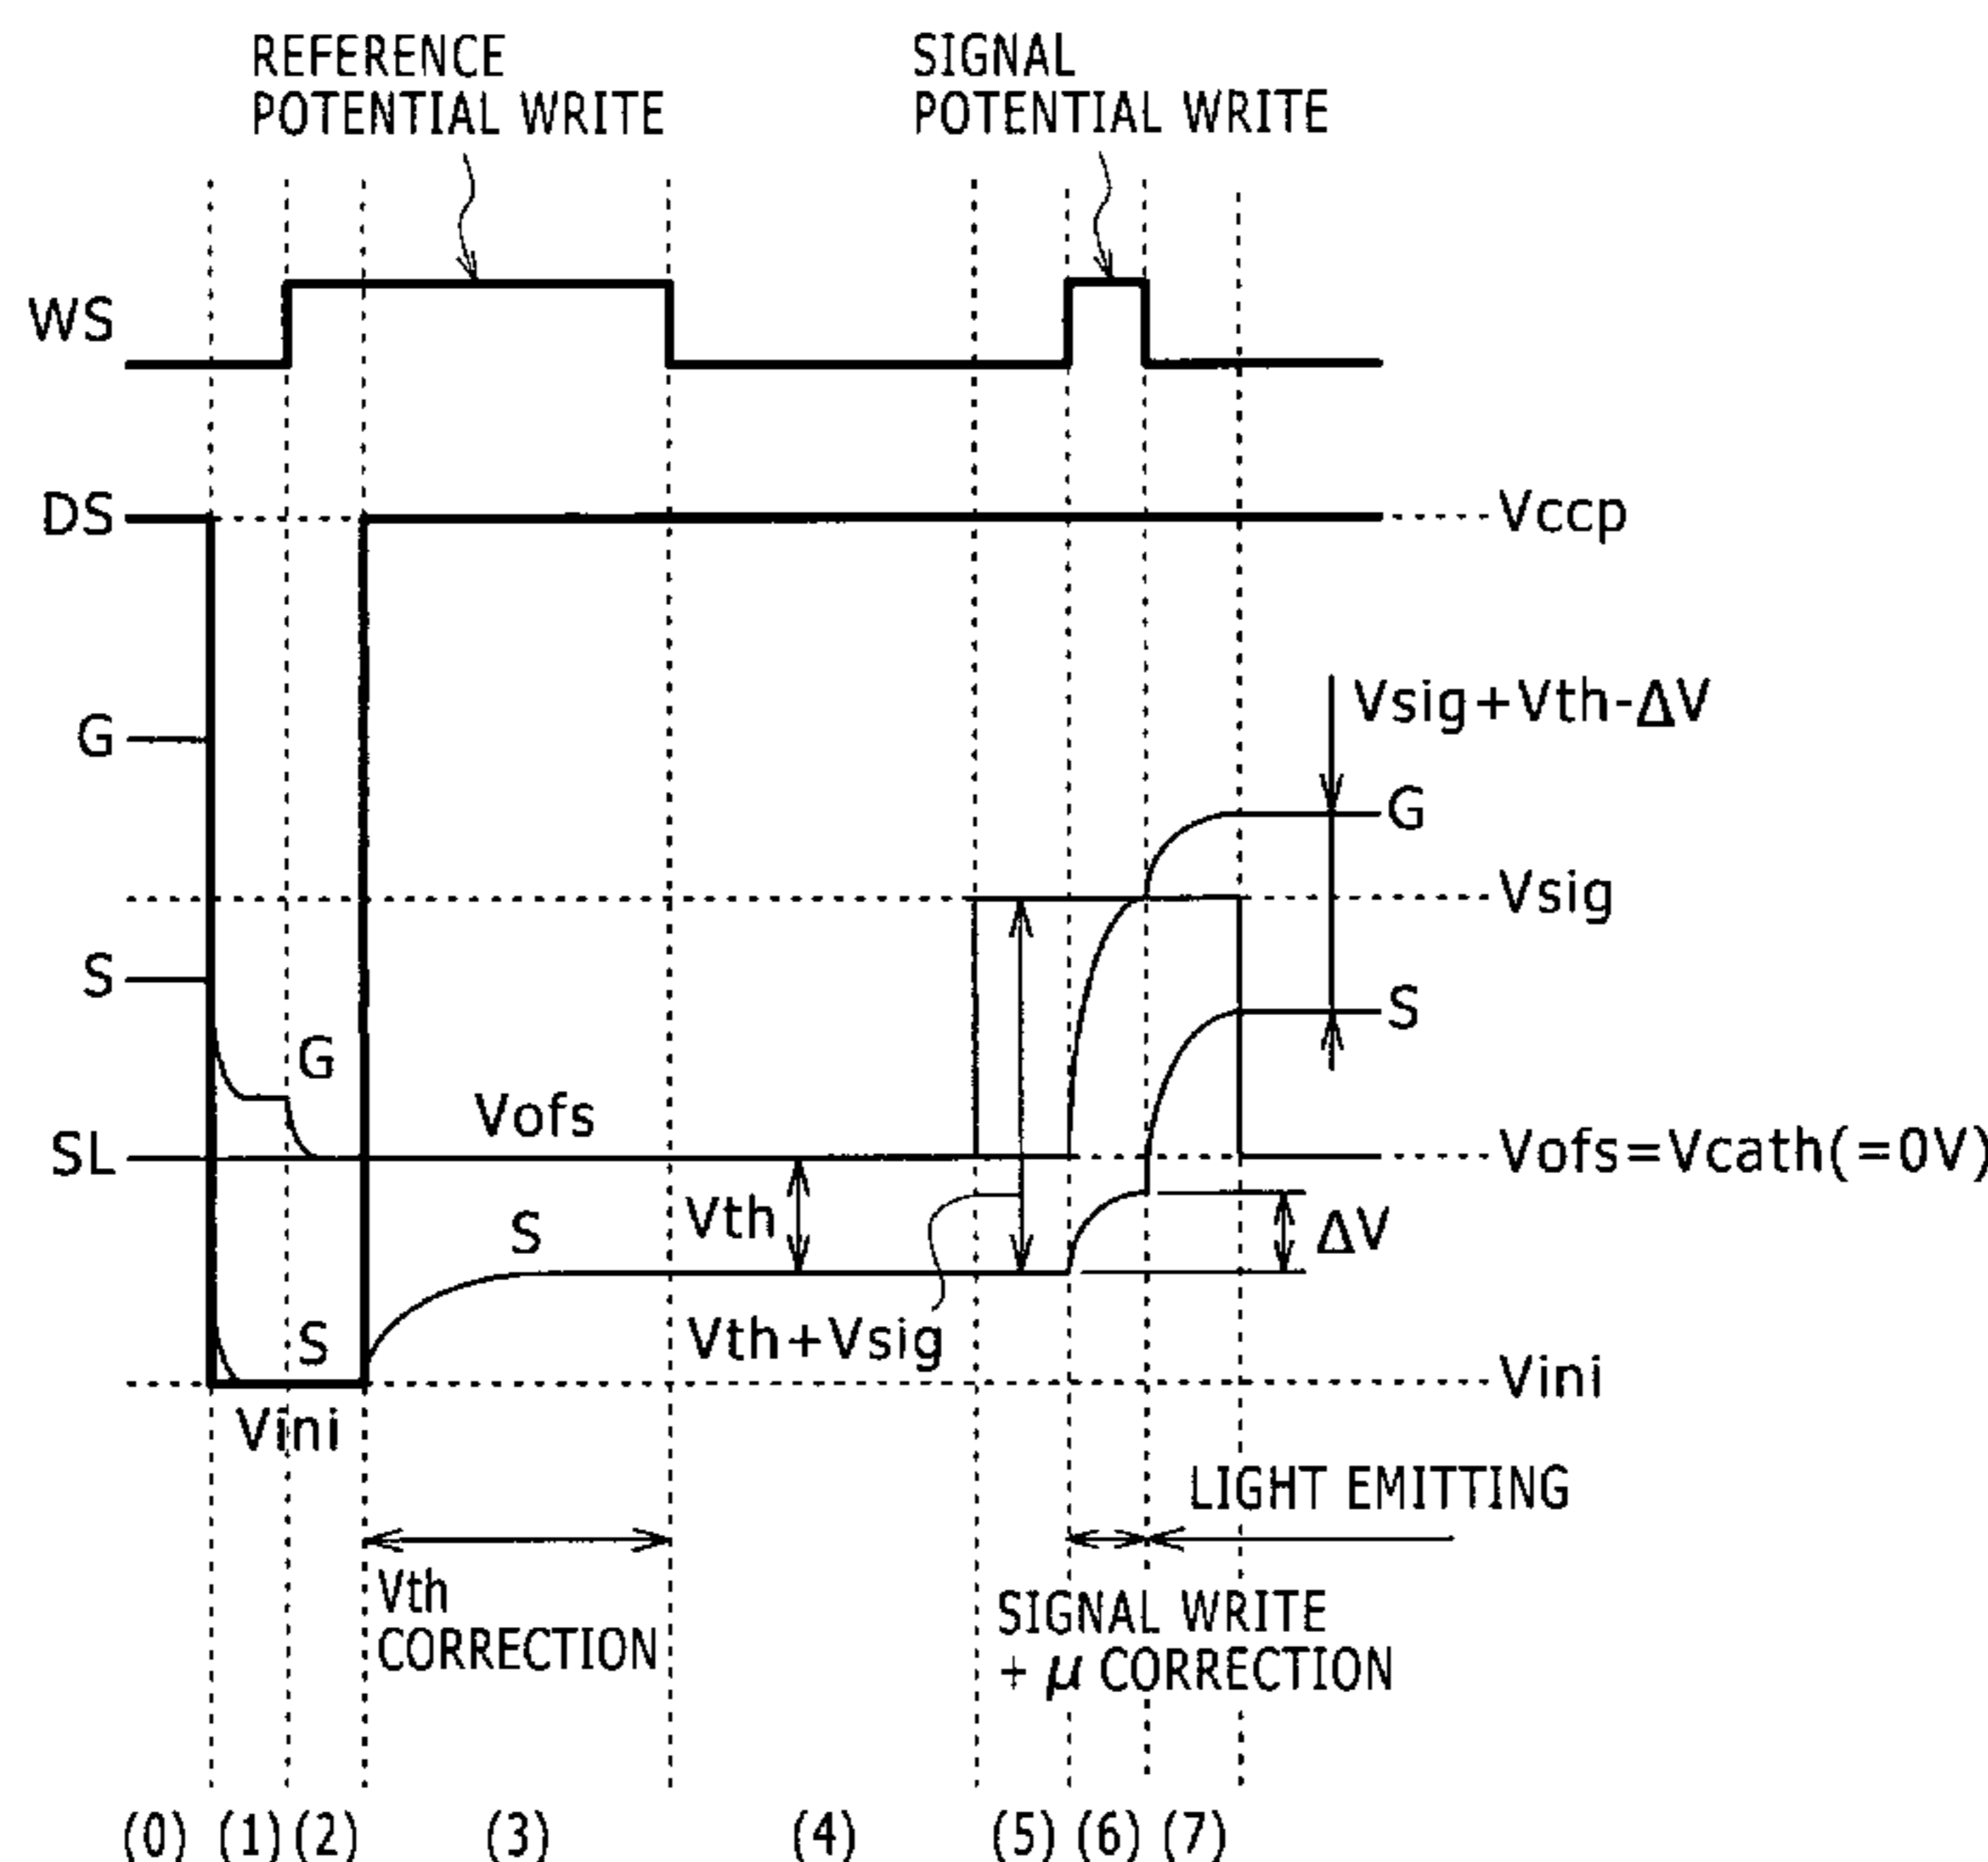 REFERENCE
POTENTIAL WRITE
SIGNAL
POTENTIAL WRITE
WS
DS
Vccp
Vsig+Vth-ΔV
G
G
Vsig
S
S
G
Vofs
SL
Vofs=Vcath(=0V)
Vth
S
ΔV
Vth+Vsig
S
Vini
Vini
LIGHT EMITTING
Vth
CORRECTION
SIGNAL WRITE
+ μ CORRECTION
(0) (1) (2) (3) (4) (5) (6) (7)